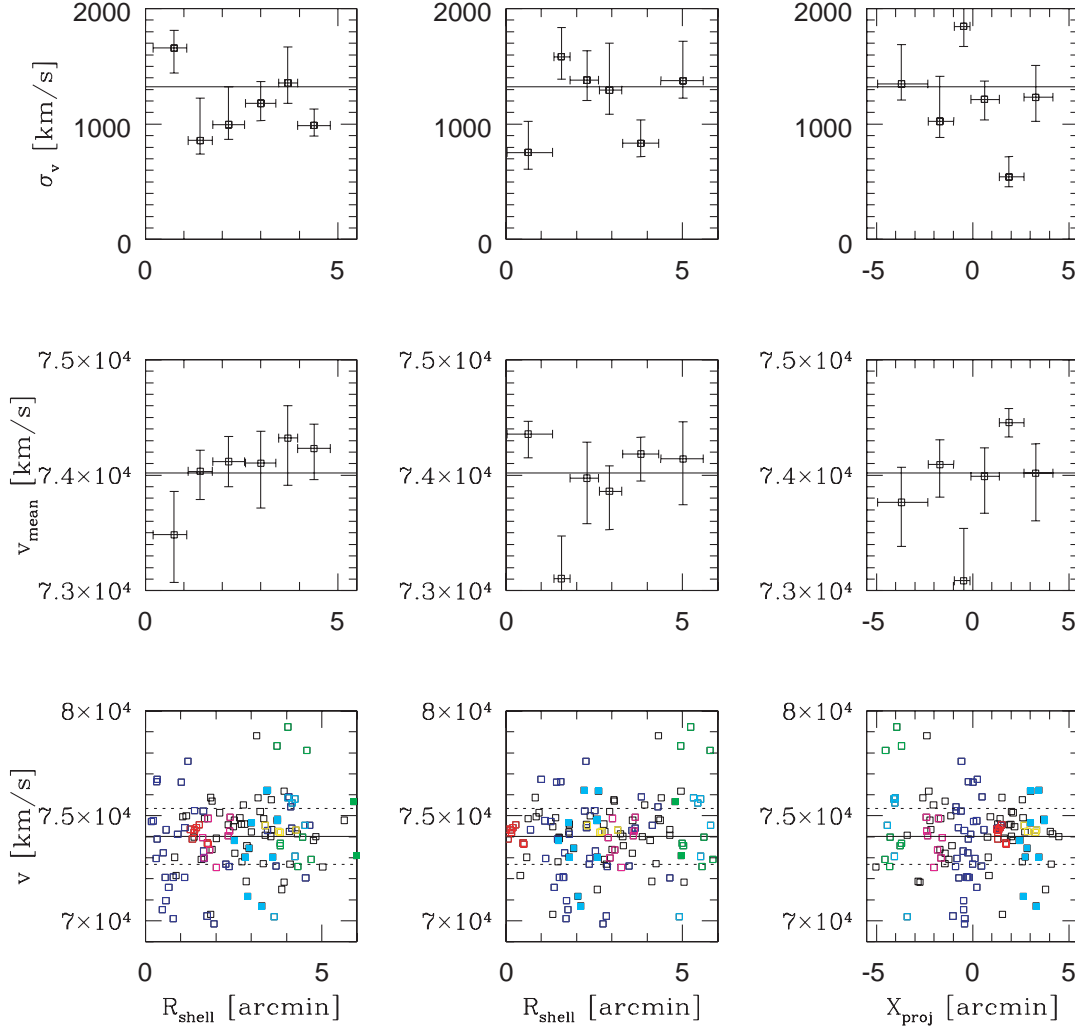 2000 2000 2000
σv [km/s]
1000 1000 1000
0 0 0
0 5 0 5 -5 0 5
7.5×10⁴ 7.5×10⁴ 7.5×10⁴
vmean [km/s]
7.4×10⁴ 7.4×10⁴ 7.4×10⁴
7.3×10⁴ 7.3×10⁴ 7.3×10⁴
0 5 0 5 -5 0 5
8×10⁴ 8×10⁴ 8×10⁴
v [km/s]
7.5×10⁴ 7.5×10⁴ 7.5×10⁴
7×10⁴ 7×10⁴ 7×10⁴
0 5 0 5 -5 0 5
Rshell [arcmin] Rshell [arcmin] Xproj [arcmin]